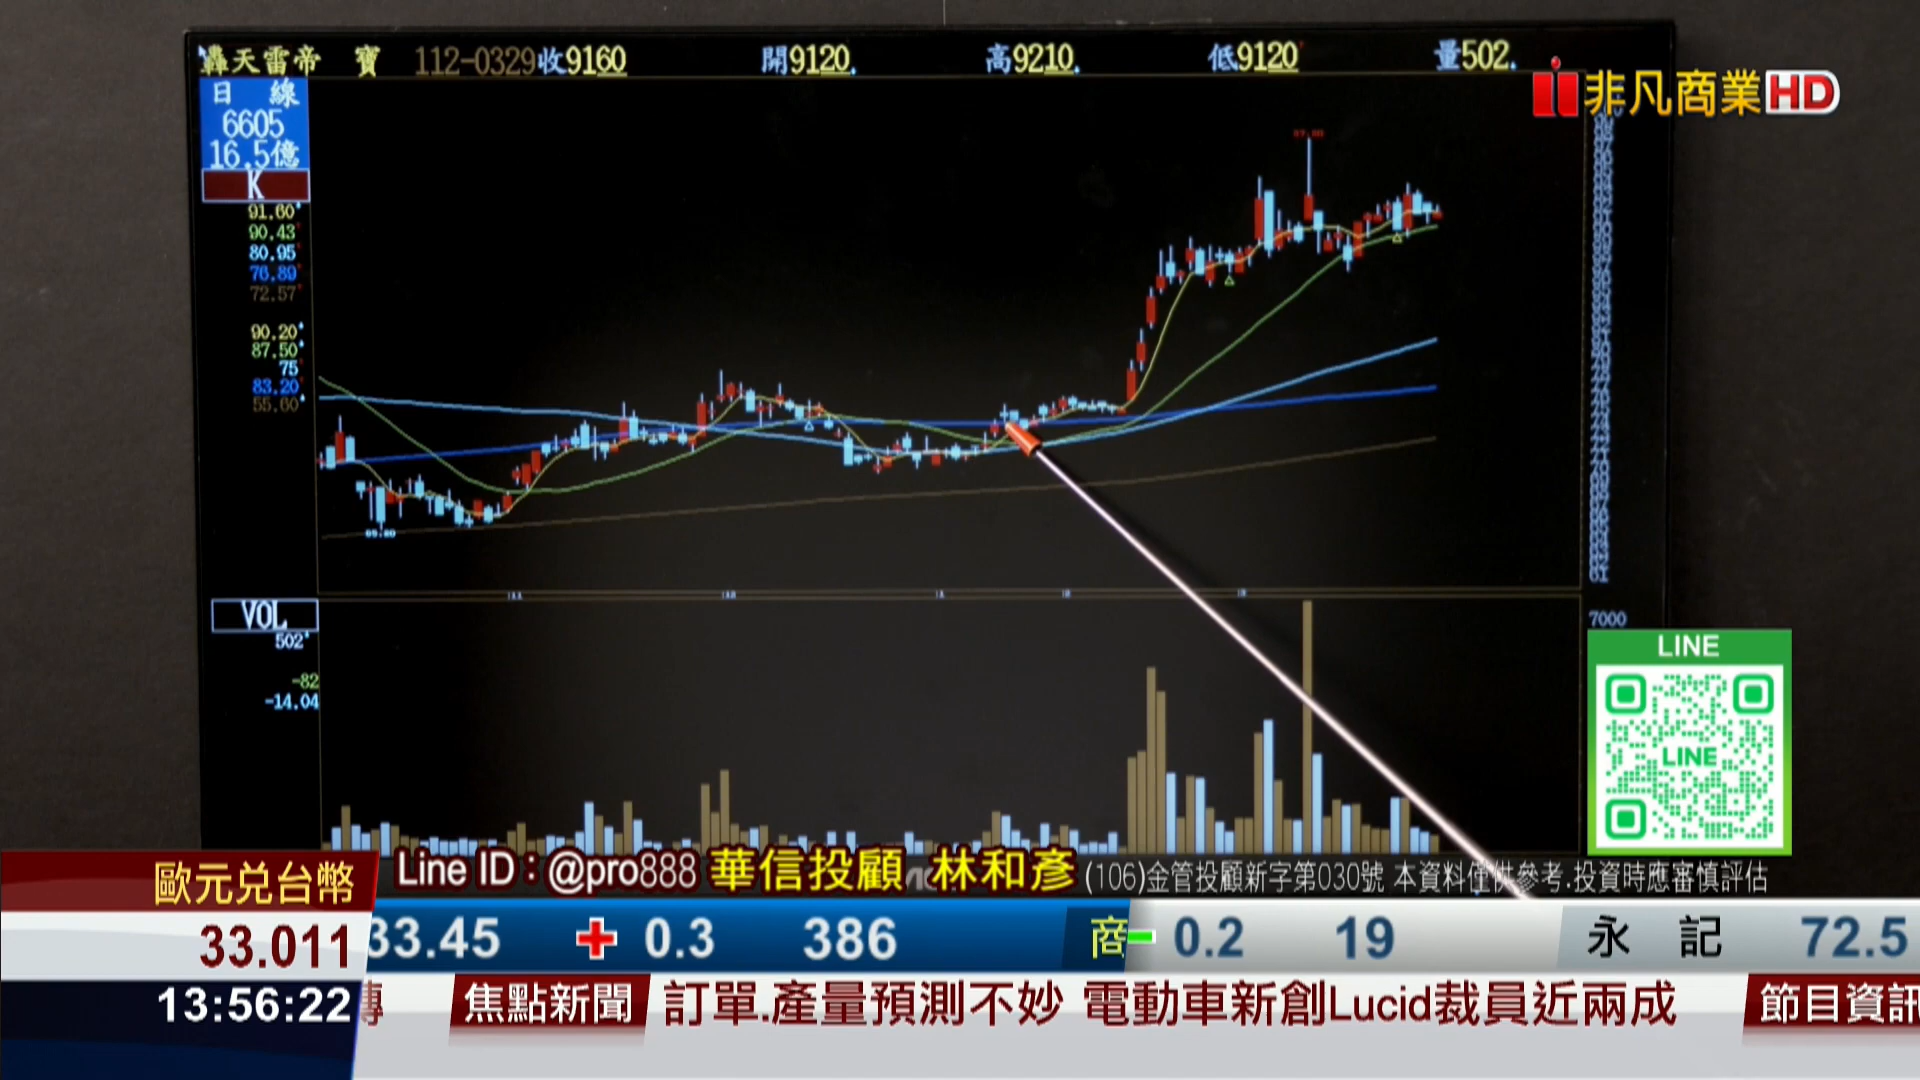 轟天雷帝 寶 112-0329收9160 開9120 高9210 低9120 量502
非凡商業HD
日 線
6605
16.5億
K
91.60
90.43
80.95
76.89
72.57
90.20
87.50
75
83.20
55.60
VOL
502
-82
-14.04
7000
LINE
LINE
歐元兌台幣
33.011
13:56:22
Line ID：@pro888 華信投顧 林和彥 (106)金管投顧新字第030號 本資料僅供參考.投資時應審慎評估
33.45 + 0.3 386 商 - 0.2 19 永 記 72.5
焦點新聞 訂單.產量預測不妙 電動車新創Lucid裁員近兩成 節目資訊